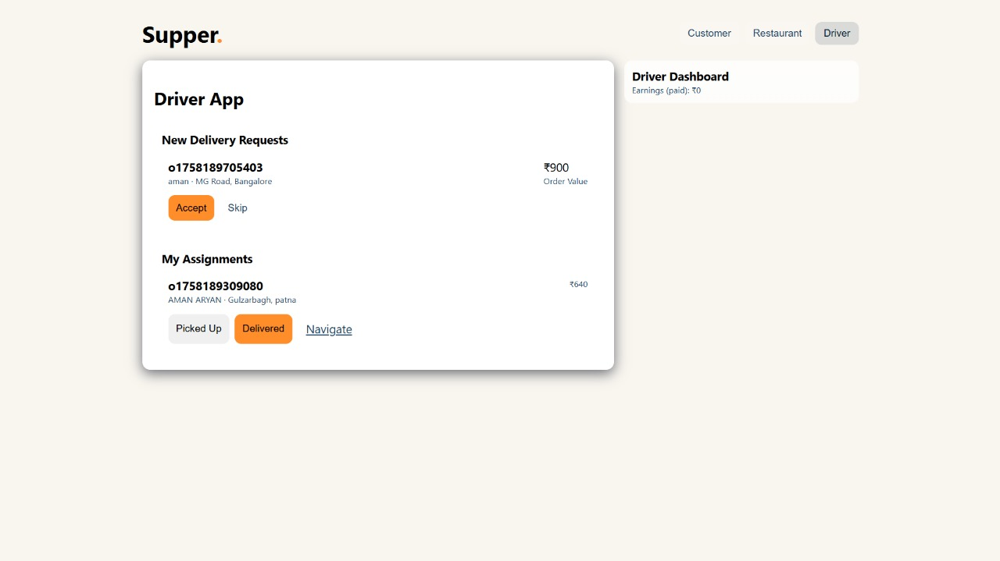 Supper.
Customer Restaurant Driver
Driver App
New Delivery Requests
o1758189705403
aman · MG Road, Bangalore
₹900
Order Value
Accept Skip
My Assignments
o1758189309080
AMAN ARYAN · Gulzarbagh, patna
₹640
Picked Up Delivered Navigate
Driver Dashboard
Earnings (paid): ₹0